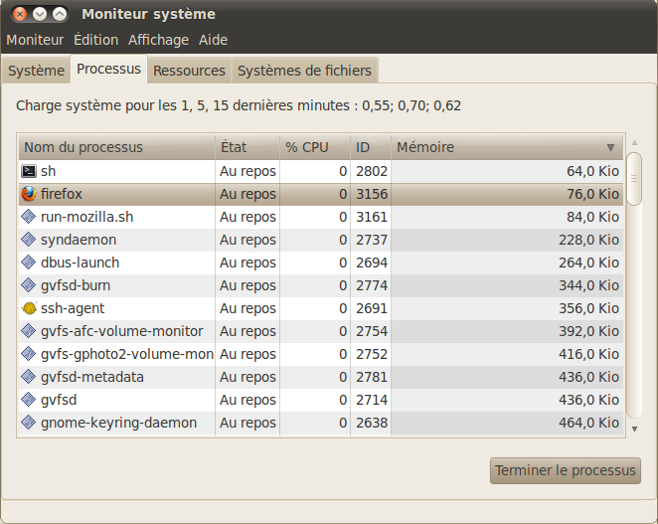 Moniteur système
Moniteur Édition Affichage Aide
Système Processus Ressources Systèmes de fichiers
Charge système pour les 1, 5, 15 dernières minutes : 0,55; 0,70; 0,62
Nom du processus État % CPU ID Mémoire
sh Au repos 0 2802 64,0 Kio
firefox Au repos 0 3156 76,0 Kio
run-mozilla.sh Au repos 0 3161 84,0 Kio
syndaemon Au repos 0 2737 228,0 Kio
dbus-launch Au repos 0 2694 264,0 Kio
gvfsd-burn Au repos 0 2774 344,0 Kio
ssh-agent Au repos 0 2691 356,0 Kio
gvfs-afc-volume-monitor Au repos 0 2754 392,0 Kio
gvfs-gphoto2-volume-mon Au repos 0 2752 416,0 Kio
gvfsd-metadata Au repos 0 2781 436,0 Kio
gvfsd Au repos 0 2714 436,0 Kio
gnome-keyring-daemon Au repos 0 2638 464,0 Kio
Terminer le processus